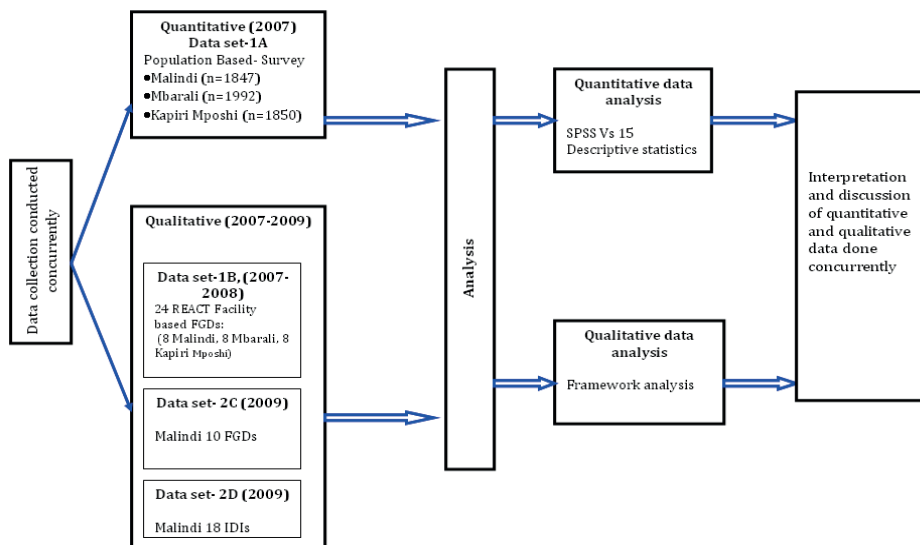 Data collection conducted
concurrently
Quantitative (2007)
Data set-1A
Population Based- Survey
●Malindi (n=1847)
●Mbarali (n=1992)
●Kapiri Mposhi (n=1850)
Qualitative (2007-2009)
Data set-1B, (2007-
2008)
24 REACT Facility
based FGDs:
(8 Malindi, 8 Mbarali, 8
Kapiri Mposhi)
Data set- 2C (2009)
Malindi 10 FGDs
Data set- 2D (2009)
Malindi 18 IDIs
Analysis
Quantitative data
analysis
SPSS Vs 15
Descriptive statistics
Qualitative data
analysis
Framework analysis
Interpretation
and discussion
of quantitative
and qualitative
data done
concurrently